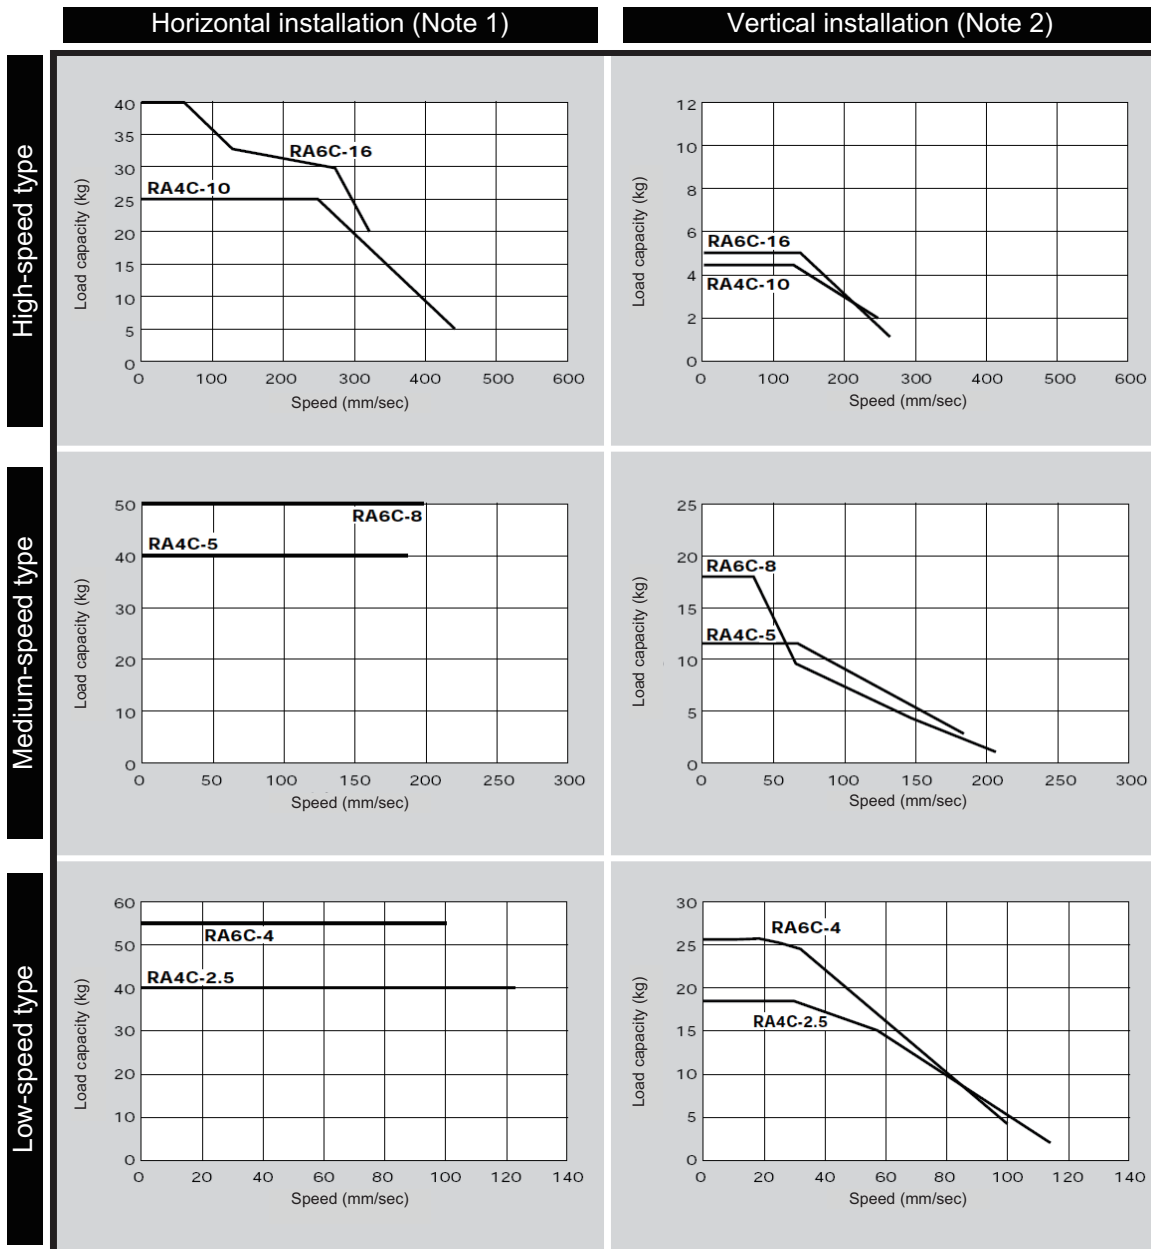 Horizontal installation (Note 1)
Vertical installation (Note 2)
High-speed type
Load capacity (kg)
40
35
30
25
20
15
10
5
0
RA6C-16
RA4C-10
0 100 200 300 400 500 600
Speed (mm/sec)
Load capacity (kg)
12
10
8
6
4
2
0
RA6C-16
RA4C-10
0 100 200 300 400 500 600
Speed (mm/sec)
Medium-speed type
Load capacity (kg)
50
40
30
20
10
0
RA6C-8
RA4C-5
0 50 100 150 200 250 300
Speed (mm/sec)
Load capacity (kg)
25
20
15
10
5
0
RA6C-8
RA4C-5
0 50 100 150 200 250 300
Speed (mm/sec)
Low-speed type
Load capacity (kg)
60
50
40
30
20
10
0
RA6C-4
RA4C-2.5
0 20 40 60 80 100 120 140
Speed (mm/sec)
Load capacity (kg)
30
25
20
15
10
5
0
RA6C-4
RA4C-2.5
0 20 40 60 80 100 120 140
Speed (mm/sec)